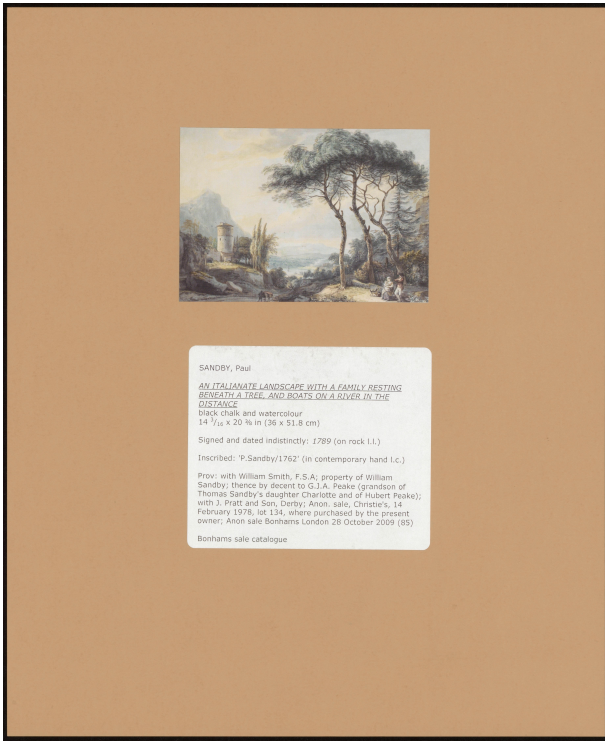 SANDBY, Paul
AN ITALIANATE LANDSCAPE WITH A FAMILY RESTING
BENEATH A TREE, AND BOATS ON A RIVER IN THE
DISTANCE
black chalk and watercolour
14 3/16 x 20 ⅜ in (36 x 51.8 cm)
Signed and dated indistinctly: 1789 (on rock l.l.)
Inscribed: 'P.Sandby/1762' (in contemporary hand l.c.)
Prov: with William Smith, F.S.A; property of William
Sandby; thence by decent to G.J.A. Peake (grandson of
Thomas Sandby's daughter Charlotte and of Hubert Peake);
with J. Pratt and Son, Derby; Anon. sale, Christie's, 14
February 1978, lot 134, where purchased by the present
owner; Anon sale Bonhams London 28 October 2009 (85)
Bonhams sale catalogue